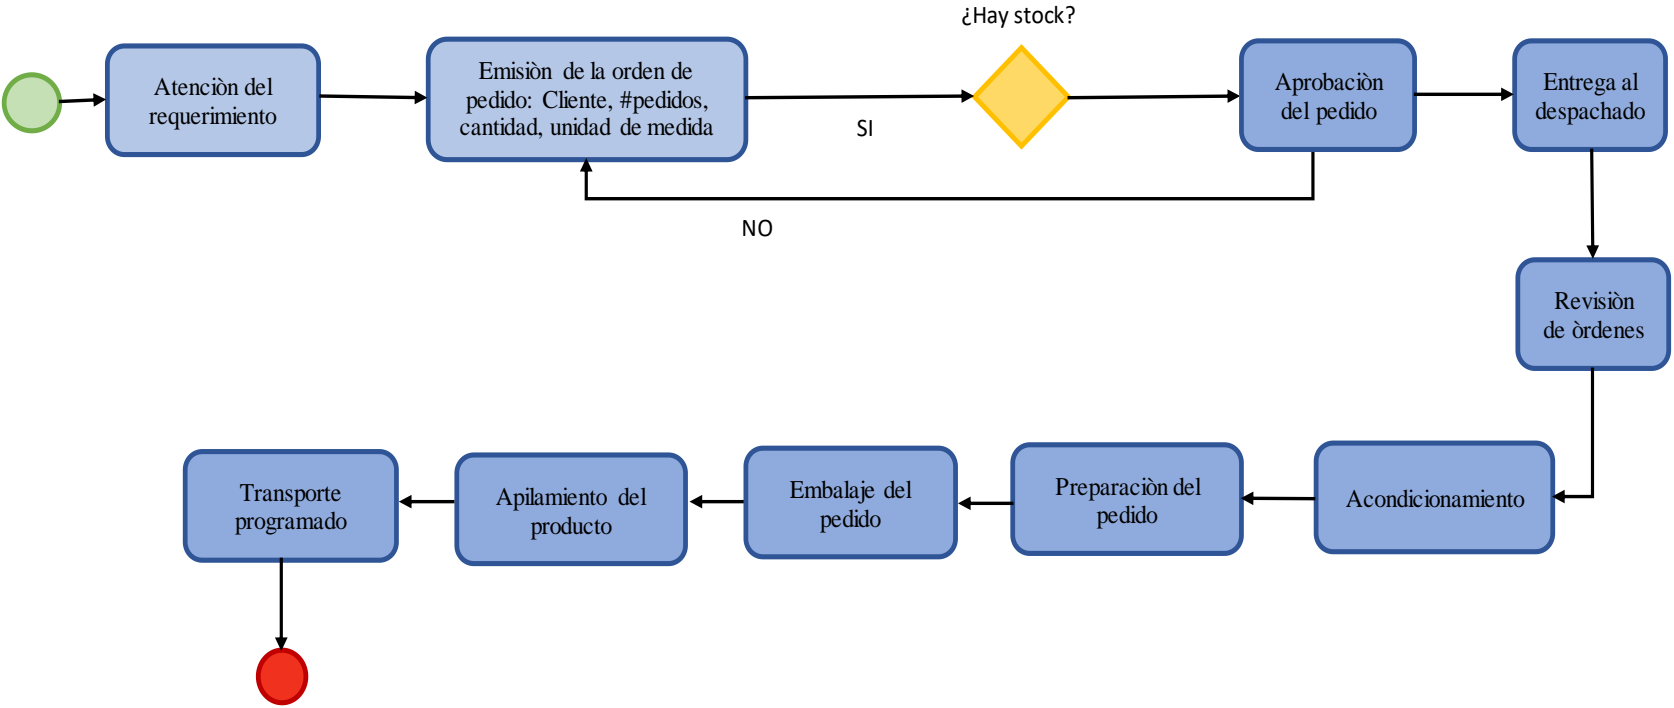 ¿Hay stock?
Atenciòn del
requerimiento
Emisiòn de la orden de
pedido: Cliente, #pedidos,
cantidad, unidad de medida
SI
Aprobaciòn
del pedido
Entrega al
despachado
NO
Revisiòn
de òrdenes
Acondicionamiento
Preparaciòn del
pedido
Embalaje del
pedido
Apilamiento del
producto
Transporte
programado